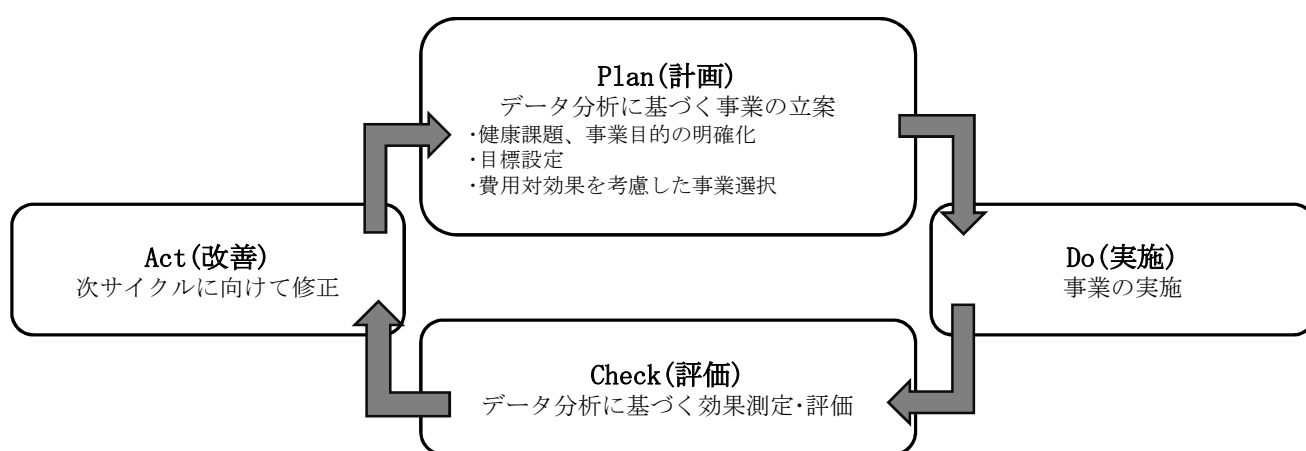 Plan(計画)
データ分析に基づく事業の立案
・健康課題、事業目的の明確化
・目標設定
・費用対効果を考慮した事業選択
Act(改善)
次サイクルに向けて修正
Do(実施)
事業の実施
Check(評価)
データ分析に基づく効果測定・評価